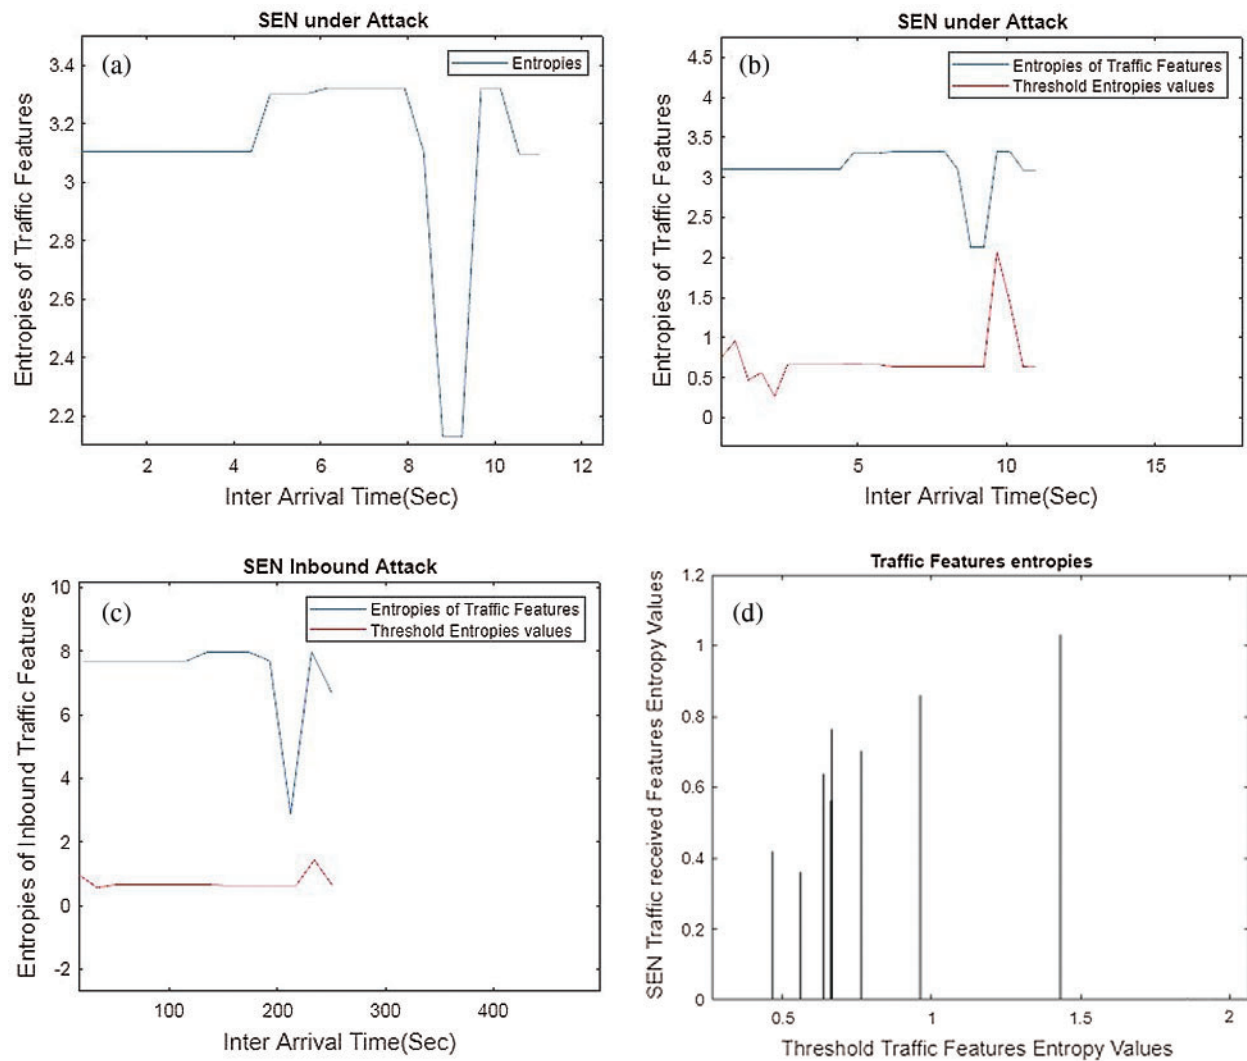 SEN under Attack
(a)
Entropies
3.4
3.2
3
2.8
2.6
2.4
2.2
Entropies of Traffic Features
2 4 6 8 10 12
Inter Arrival Time(Sec)
SEN under Attack
(b)
Entropies of Traffic Features
Threshold Entropies values
4.5
4
3.5
3
2.5
2
1.5
1
0.5
0
Entropies of Traffic Features
5 10 15
Inter Arrival Time(Sec)
SEN Inbound Attack
(c)
Entropies of Traffic Features
Threshold Entropies values
10
8
6
4
2
0
-2
Entropies of Inbound Traffic Features
100 200 300 400
Inter Arrival Time(Sec)
Traffic Features entropies
(d)
1.2
1
0.8
0.6
0.4
0.2
0
SEN Traffic received Features Entropy Values
0.5 1 1.5 2
Threshold Traffic Features Entropy Values